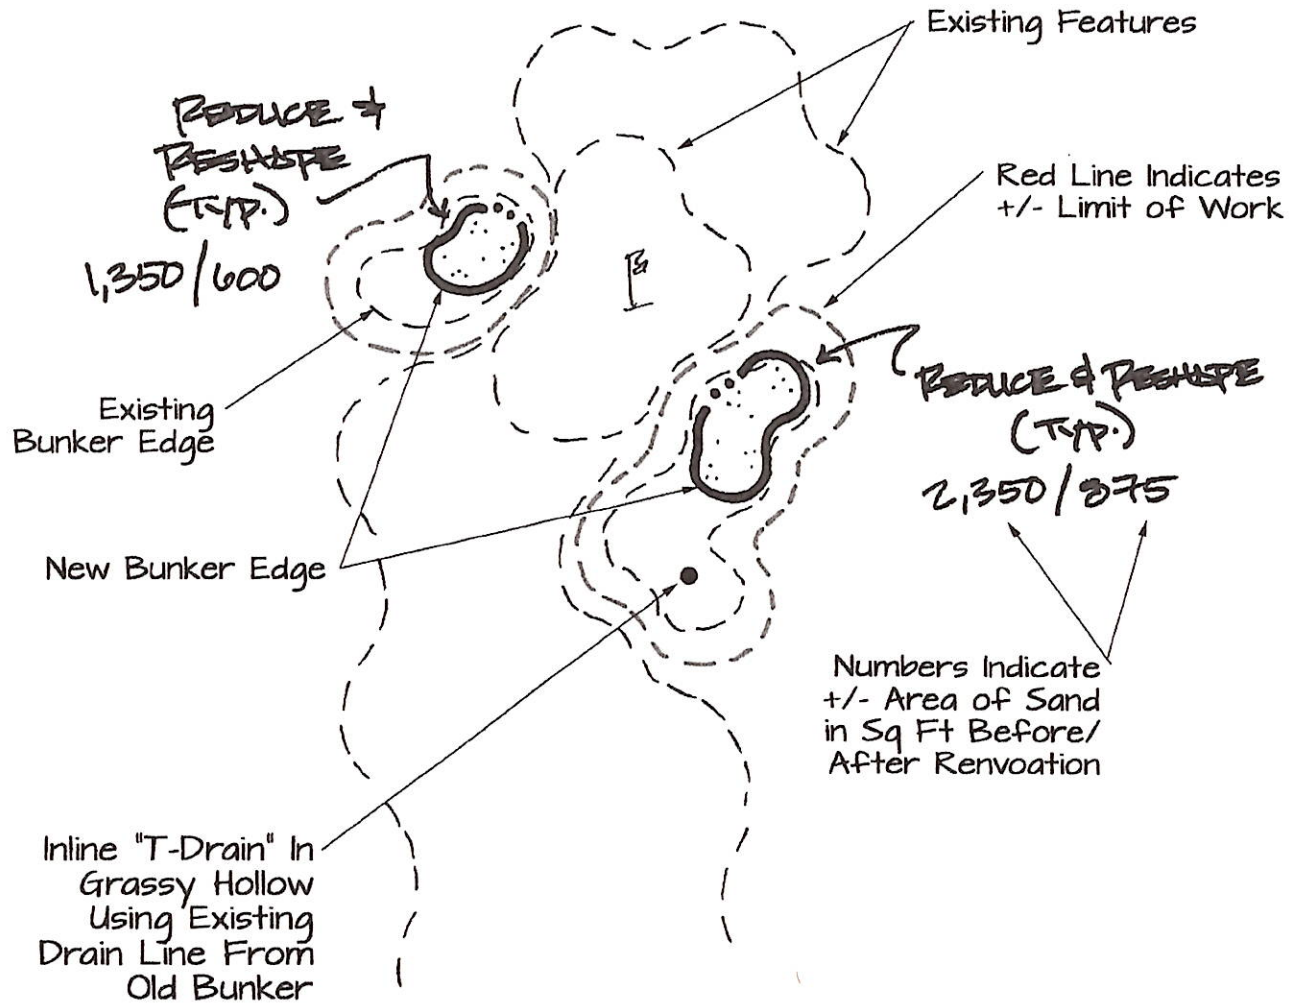 Existing Features
REDUCE &
RESHAPE
(TYP.)
1,350/600
Red Line Indicates
+/- Limit of Work
REDUCE & RESHAPE
(TYP.)
2,350/875
Existing
Bunker Edge
New Bunker Edge
Numbers Indicate
+/- Area of Sand
in Sq Ft Before/
After Renvoation
Inline "T-Drain" In
Grassy Hollow
Using Existing
Drain Line From
Old Bunker